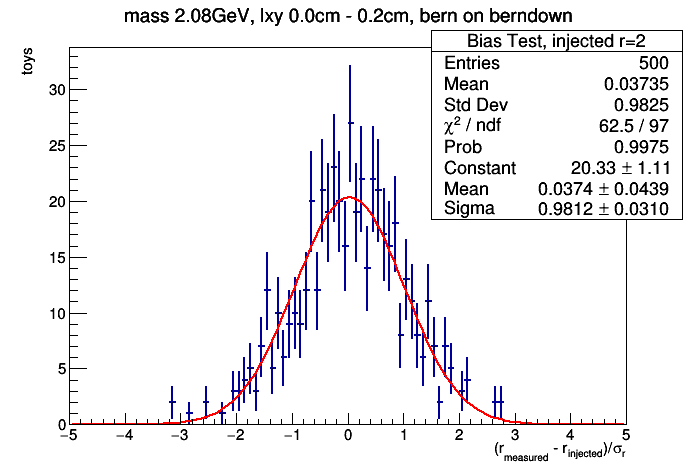 mass 2.08GeV, lxy 0.0cm - 0.2cm, bern on berndown
Bias Test, injected r=2
Entries 500
Mean 0.03735
Std Dev 0.9825
χ² / ndf 62.5 / 97
Prob 0.9975
Constant 20.33 ± 1.11
Mean 0.0374 ± 0.0439
Sigma 0.9812 ± 0.0310
toys
30
25
20
15
10
5
0
−5 −4 −3 −2 −1 0 1 2 3 4 5
(r_measured - r_injected)/σ_r